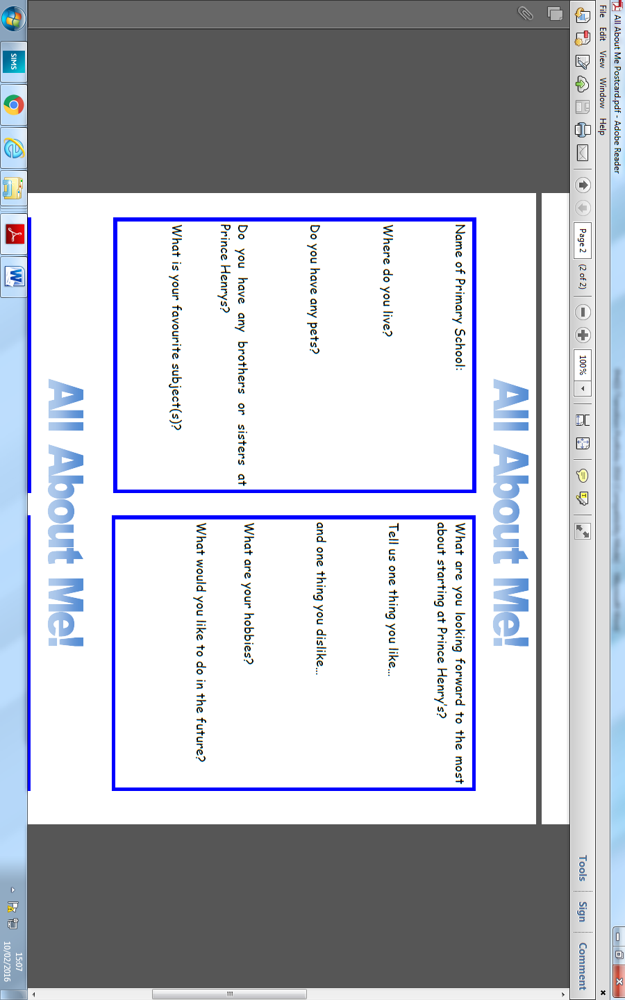 All About Me Postcard.pdf - Adobe Reader
File Edit View Window Help
Page 2 (2 of 2) 100% Tools Sign Comment
All About Me!
Name of Primary School:
Where do you live?
Do you have any pets?
Do you have any brothers or sisters at
Prince Henrys?
What is your favourite subject(s)?
What are you looking forward to the most
about starting at Prince Henry's?
Tell us one thing you like...
and one thing you dislike...
What are your hobbies?
What would you like to do in the future?
All About Me!
SIMS
15:07
10/02/2016